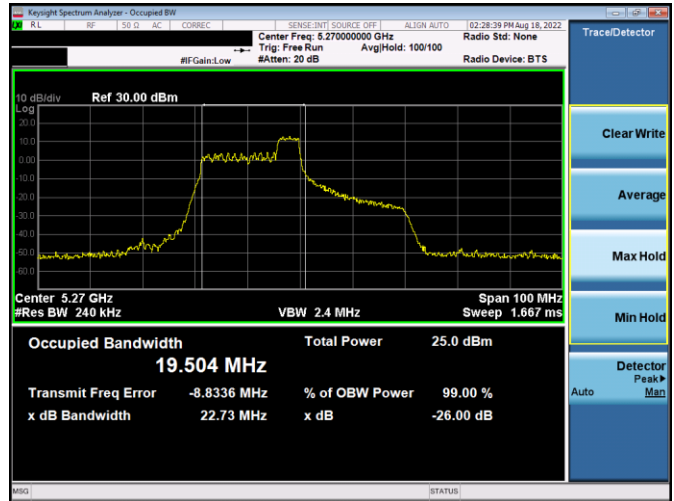 Keysight Spectrum Analyzer - Occupied BW
RL RF 50 Ω AC CORREC SENSE:INT SOURCE OFF ALIGN AUTO 02:28:39 PM Aug 18, 2022
Center Freq: 5.270000000 GHz Radio Std: None
Trig: Free Run Avg|Hold: 100/100
#IFGain:Low #Atten: 20 dB Radio Device: BTS
Trace/Detector
10 dB/div Ref 30.00 dBm
Log
20.0
10.0
0.00
-10.0
-20.0
-30.0
-40.0
-50.0
-60.0
Center 5.27 GHz Span 100 MHz
#Res BW 240 kHz VBW 2.4 MHz Sweep 1.667 ms
Occupied Bandwidth Total Power 25.0 dBm
19.504 MHz
Transmit Freq Error -8.8336 MHz % of OBW Power 99.00 %
x dB Bandwidth 22.73 MHz x dB -26.00 dB
Clear Write
Average
Max Hold
Min Hold
Detector
Peak▶
Auto Man
MSG STATUS